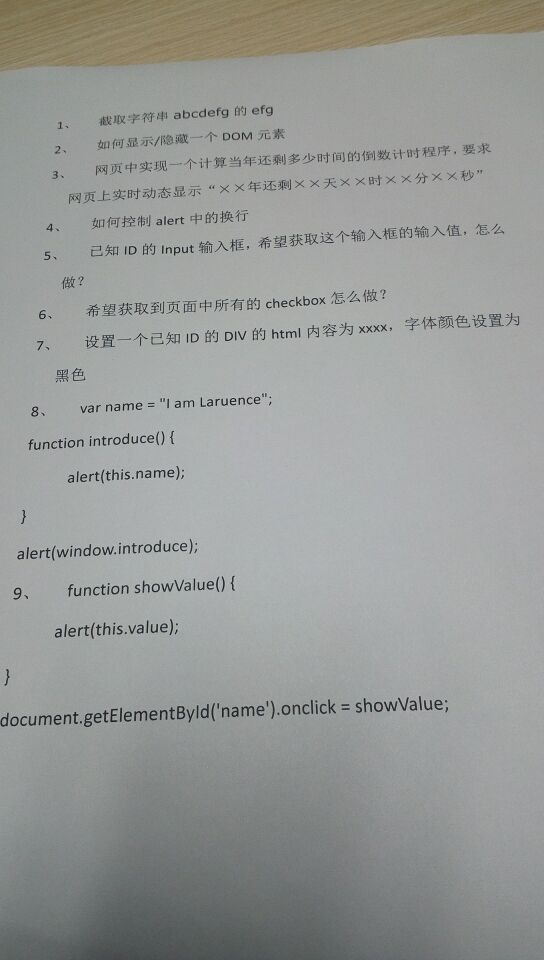 1、 截取字符串 abcdefg 的 efg
2、 如何显示/隐藏一个 DOM 元素
3、 网页中实现一个计算当年还剩多少时间的倒数计时程序，要求
网页上实时动态显示“××年还剩××天××时××分××秒”
4、 如何控制 alert 中的换行
5、 已知 ID 的 Input 输入框，希望获取这个输入框的输入值，怎么
做？
6、 希望获取到页面中所有的 checkbox 怎么做？
7、 设置一个已知 ID 的 DIV 的 html 内容为 xxxx，字体颜色设置为
黑色
8、 var name = "I am Laruence";
function introduce() {
alert(this.name);
}
alert(window.introduce);
9、 function showValue() {
alert(this.value);
}
document.getElementById('name').onclick = showValue;